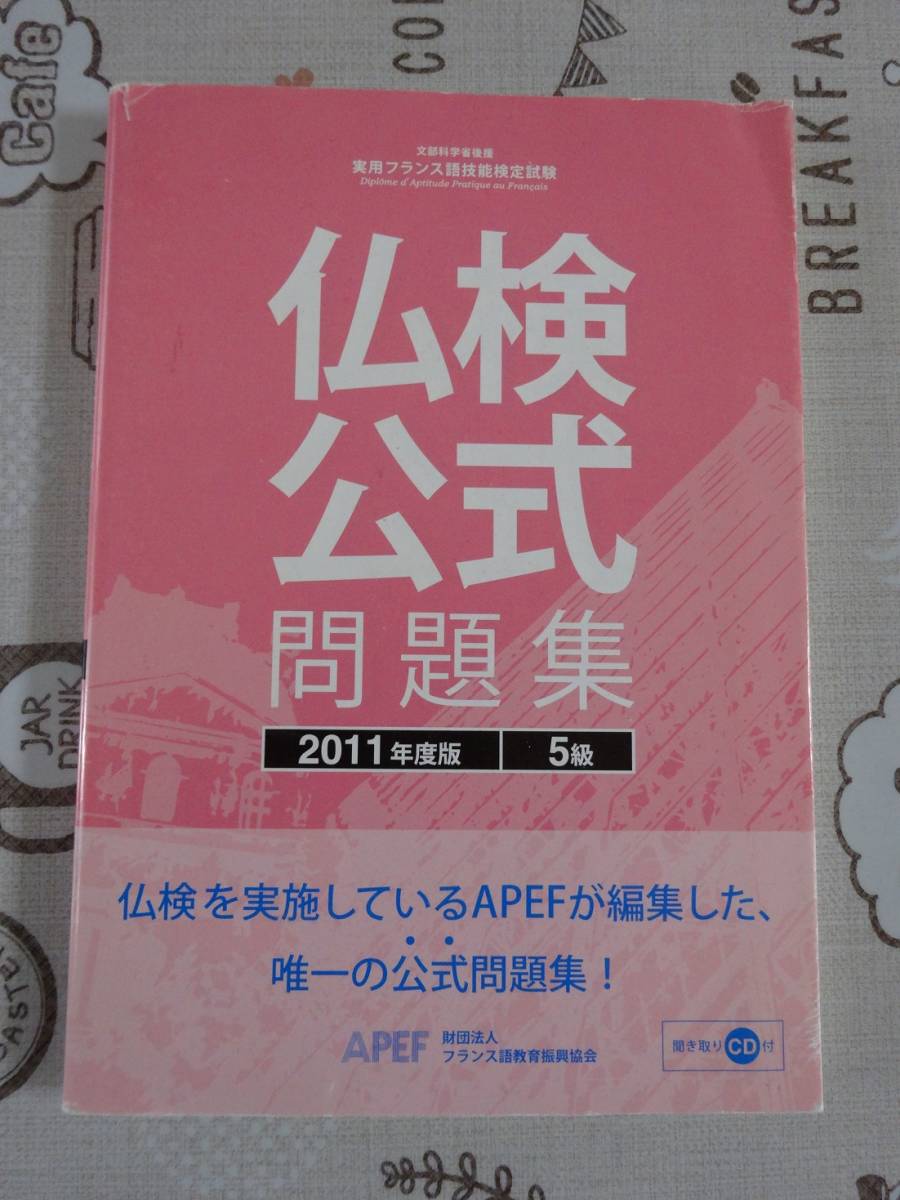 Cafe
CO
BREAKFAS
文部科学省後援
実用フランス語技能検定試験
Diplôme d'Aptitude Pratique au Français
仏検
公式
問題集
2011年度版
5級
JAR
DRINK
仏検を実施しているAPEFが編集した、
唯一の公式問題集！
APEF
財団法人
フランス語教育振興協会
聞き取りCD付